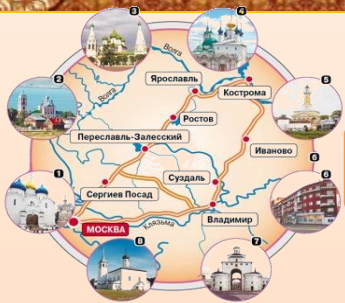 3
4
Волга
2
Ярославль
Кострома
5
Волга
Ростов
Переславль-Залесский
Иваново
6
1
Сергиев Посад
Суздаль
6
МОСКВА
Клязьма
Владимир
8
7